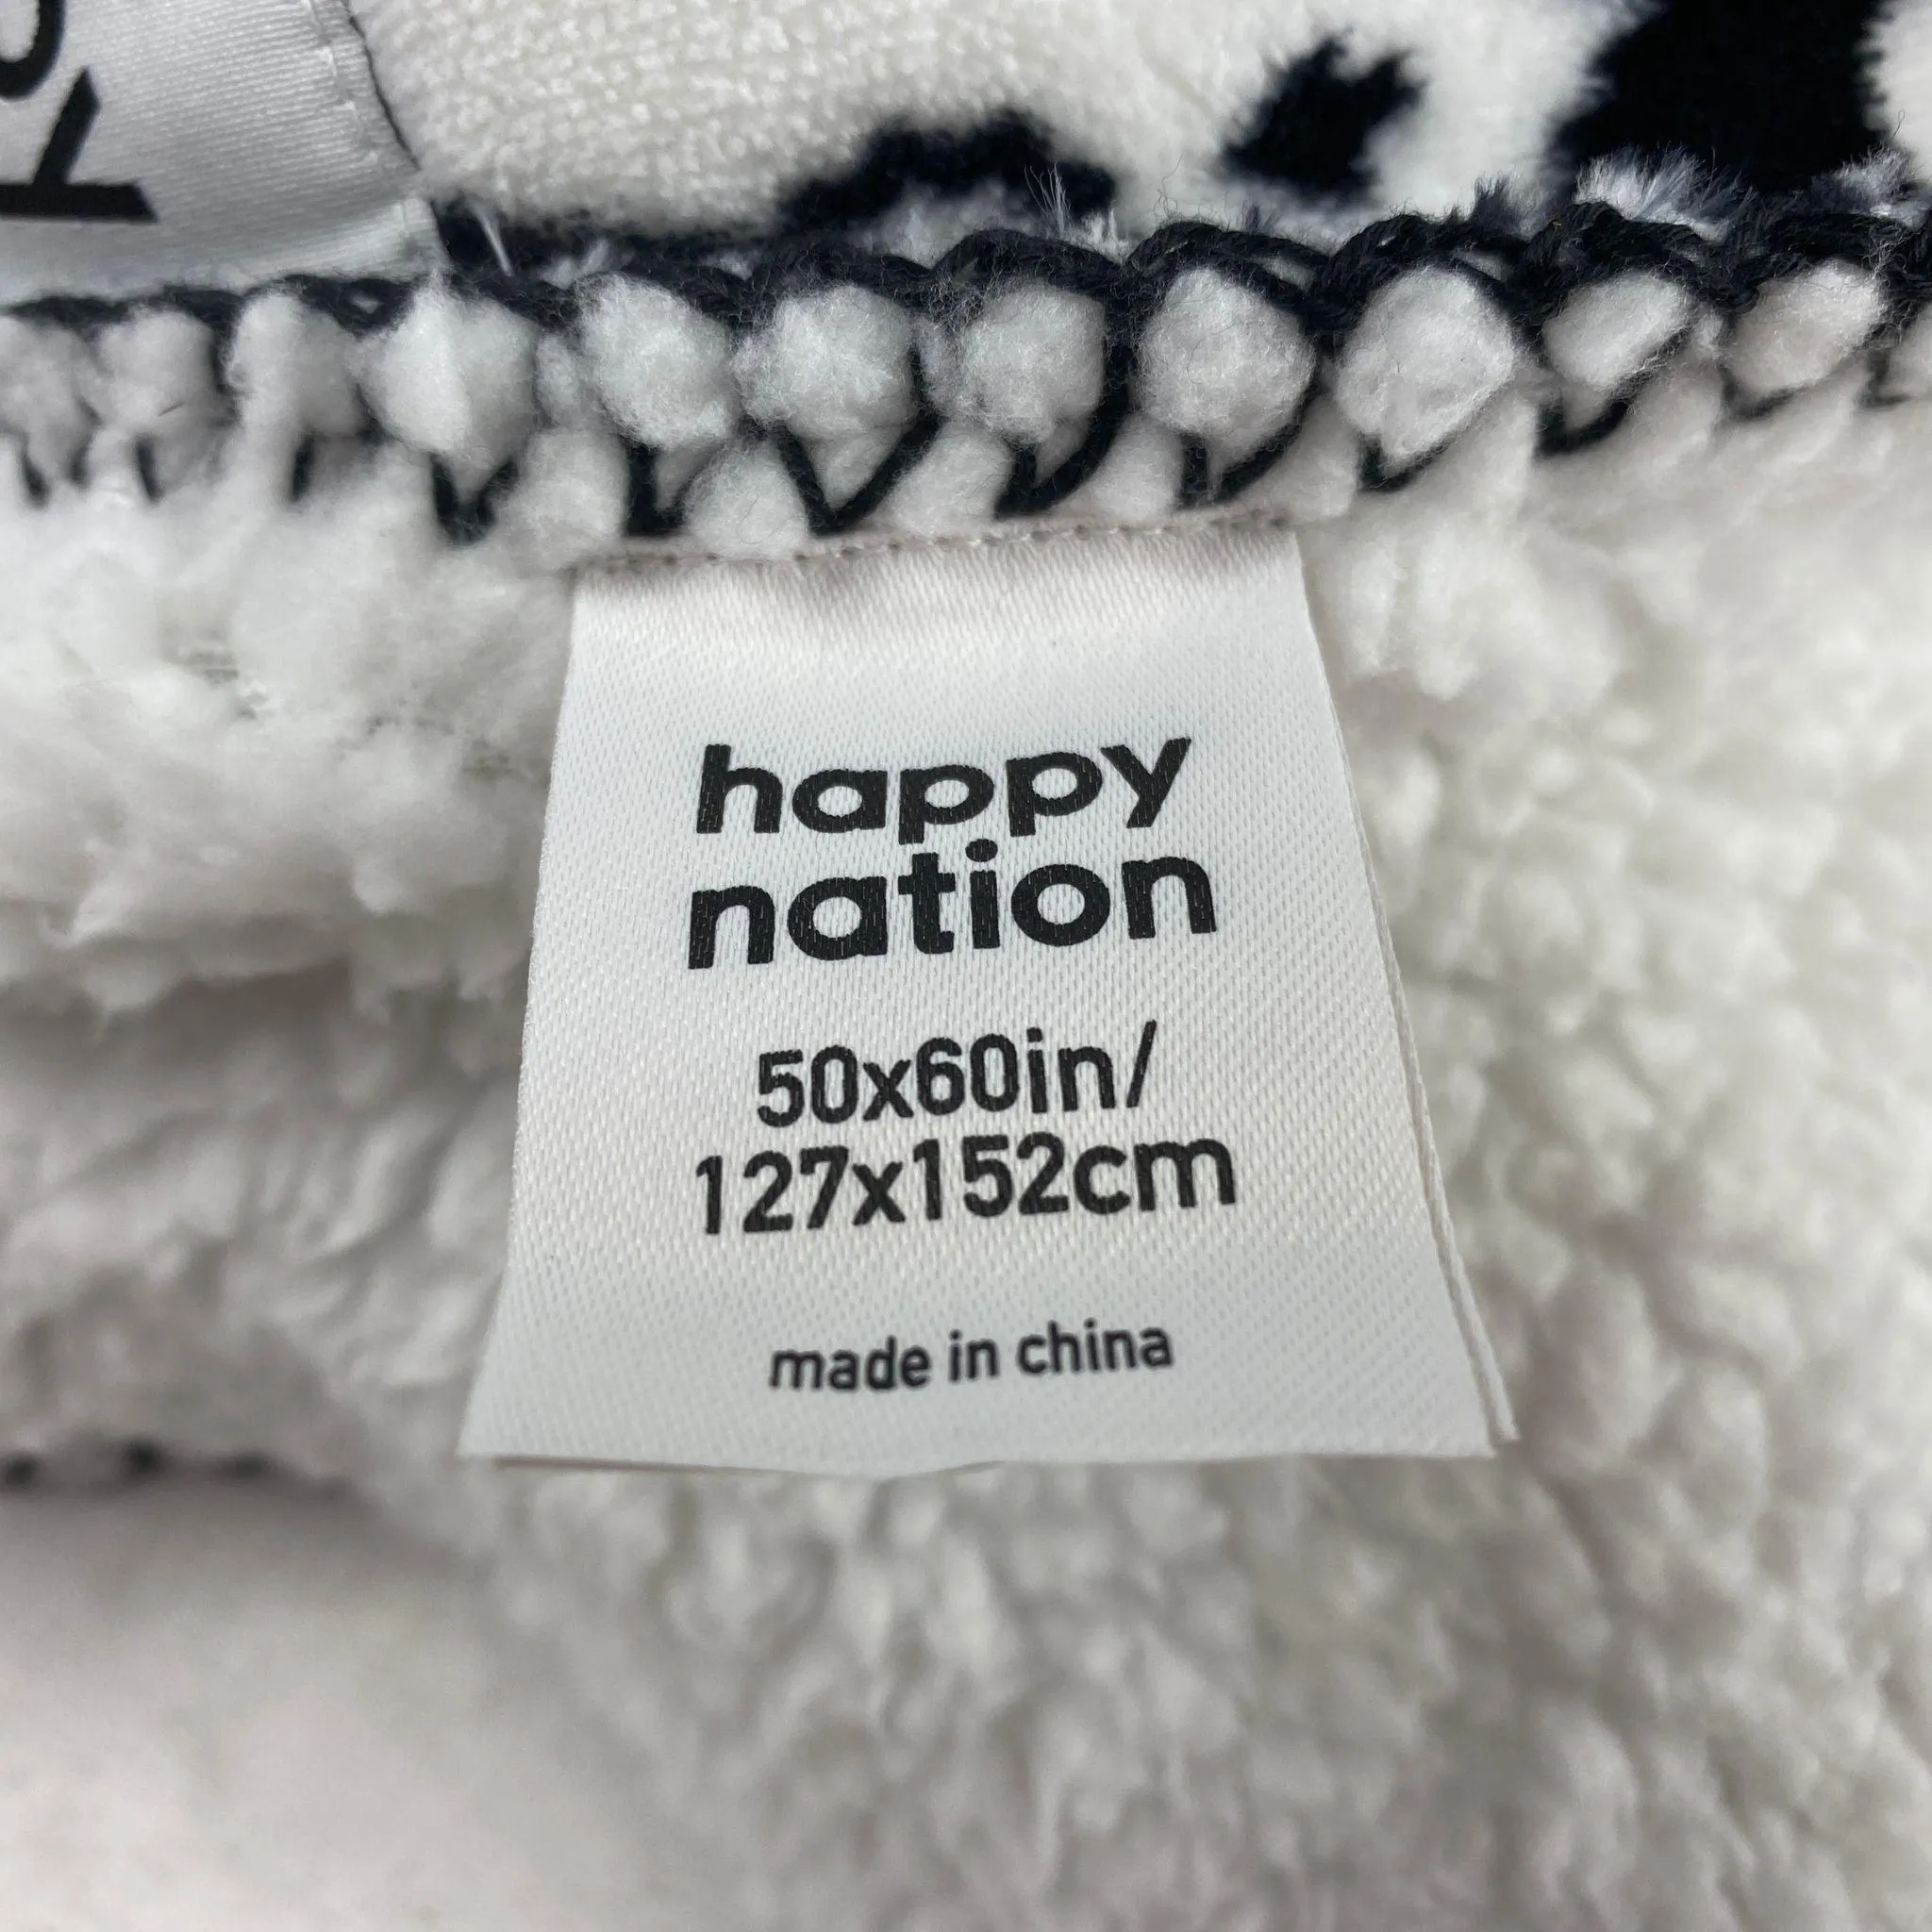 happy
nation
50x60in/
127x152cm
made in china